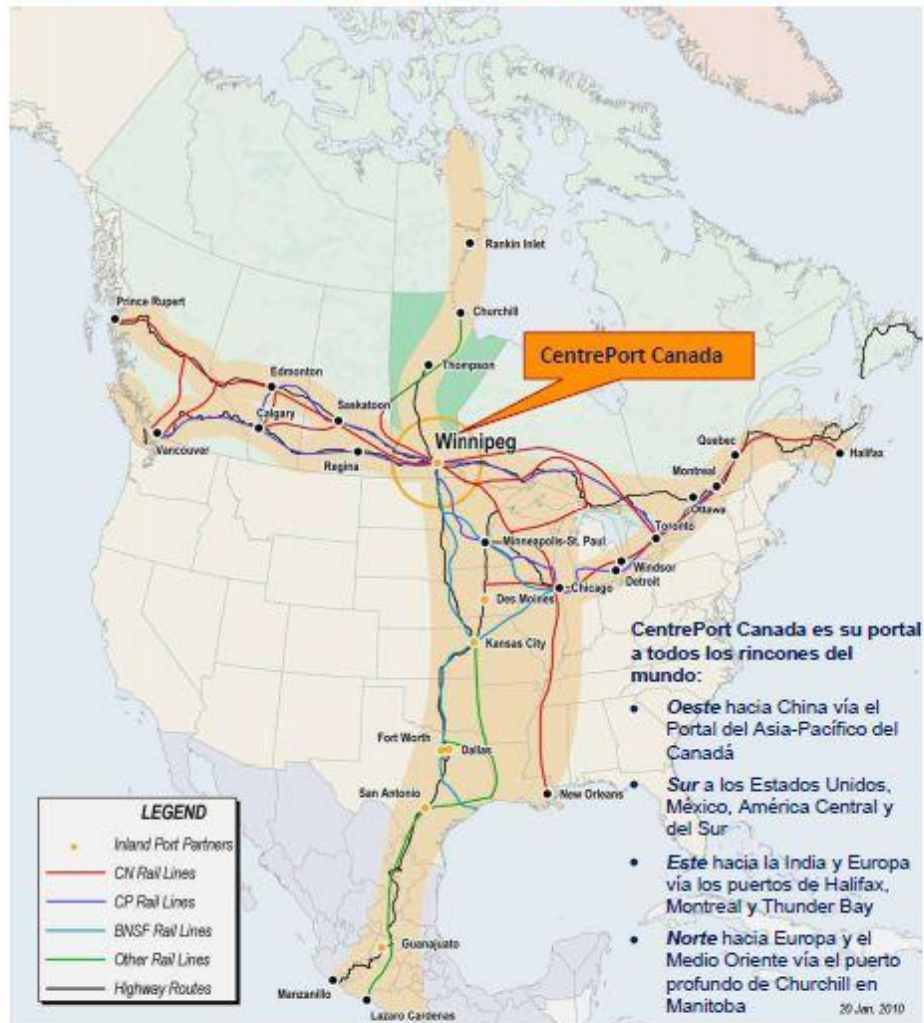 Rankin Inlet
Prince Rupert
Churchill
CentrePort Canada
Thompson
Edmonton
Saskatoon
Calgary
Winnipeg
Quebec
Vancouver
Regina
Montreal
Halifax
Ottawa
Toronto
Minneapolis-St. Paul
Windsor
Detroit
Chicago
Des Moines
Kansas City
CentrePort Canada es su portal
a todos los rincones del
mundo:
• Oeste hacia China vía el
Portal del Asia-Pacífico del
Canadá
• Sur a los Estados Unidos,
México, América Central y
del Sur
• Este hacia la India y Europa
vía los puertos de Halifax,
Montreal y Thunder Bay
• Norte hacia Europa y el
Medio Oriente vía el puerto
profundo de Churchill en
Manitoba
20 Jan, 2010
Fort Worth
Dallas
San Antonio
New Orleans
LEGEND
Inland Port Partners
CN Rail Lines
CP Rail Lines
BNSF Rail Lines
Other Rail Lines
Highway Routes
Guanajuato
Manzanillo
Lazaro Cardenas